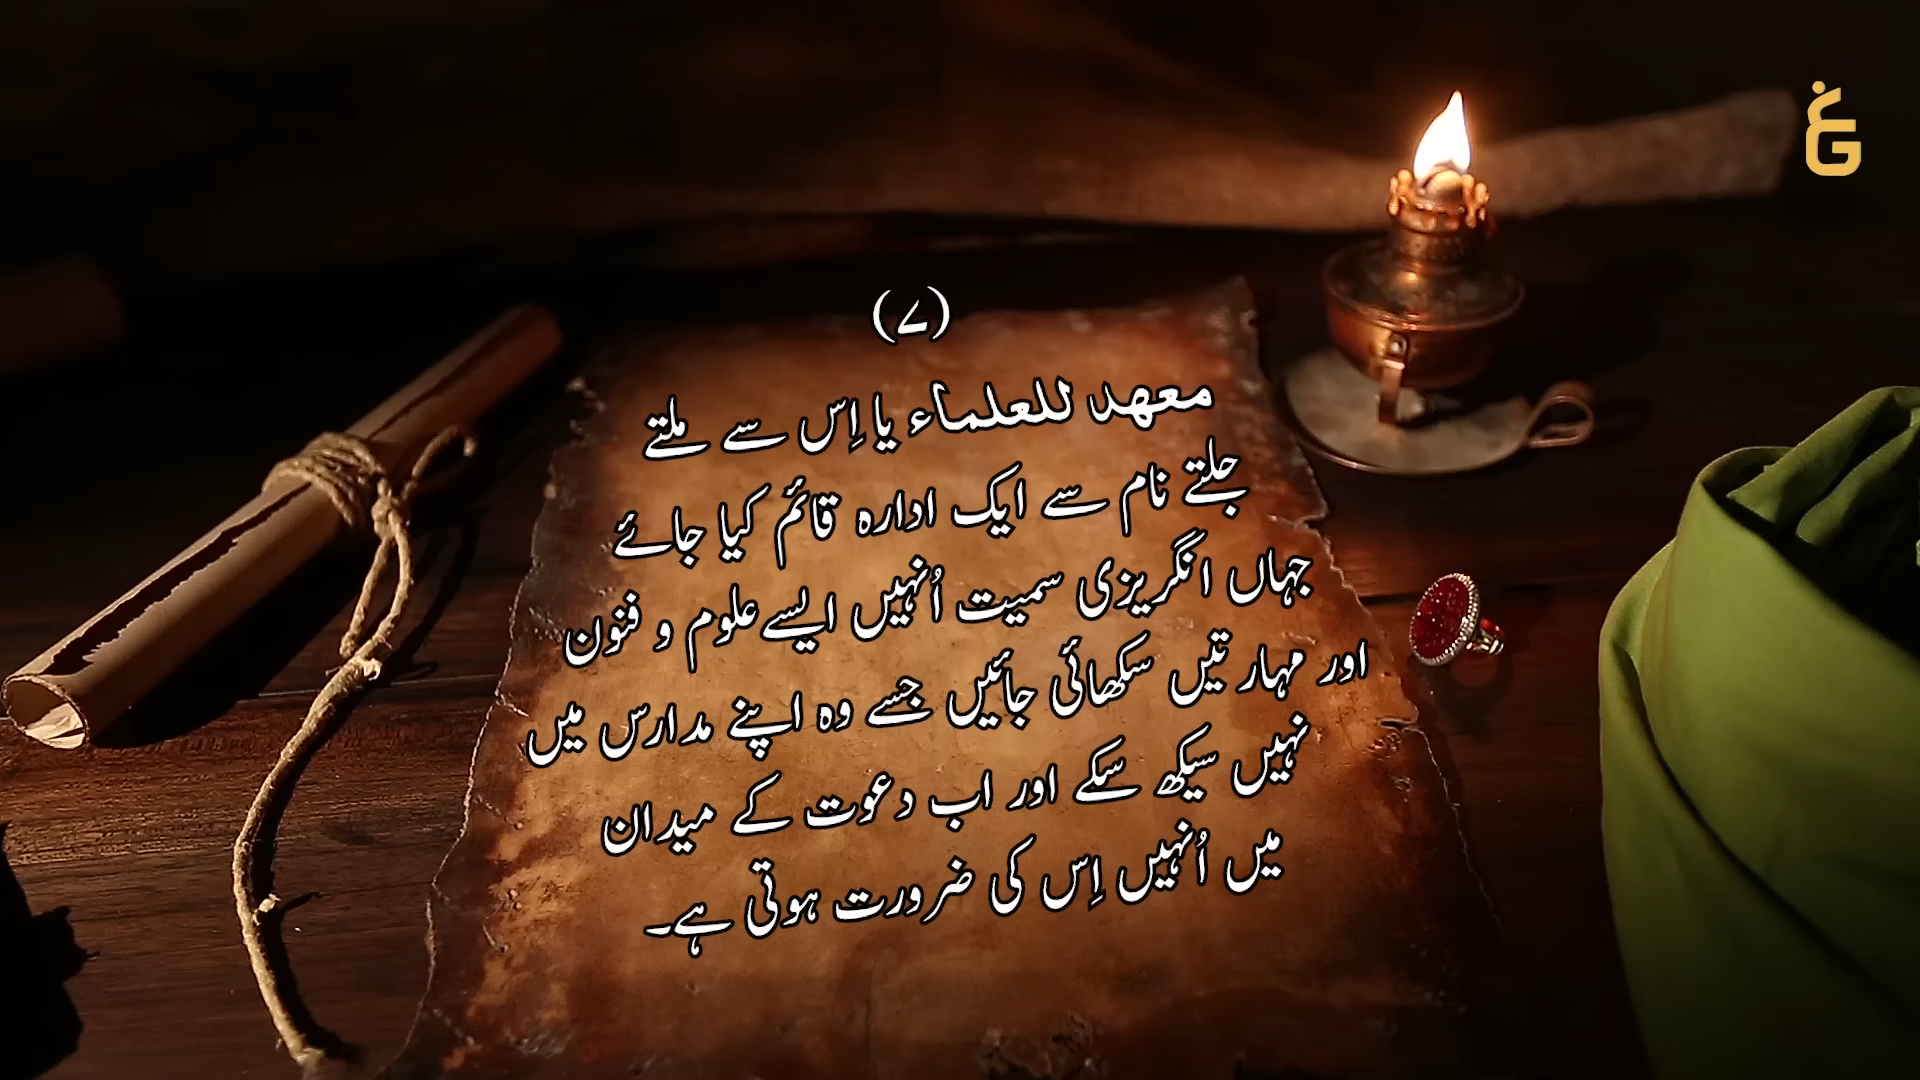 (۷)
معهد للعلماء یا اِس سے ملتے
جلتے نام سے ایک ادارہ قائم کیا جائے
جہاں انگریزی سمیت اُنہیں ایسے علوم و فنون
اور مہارتیں سکھائی جائیں جسے وہ اپنے مدارس میں
نہیں سیکھ سکے اور اب دعوت کے میدان
میں اُنہیں اِس کی ضرورت ہوتی ہے۔
غ
G